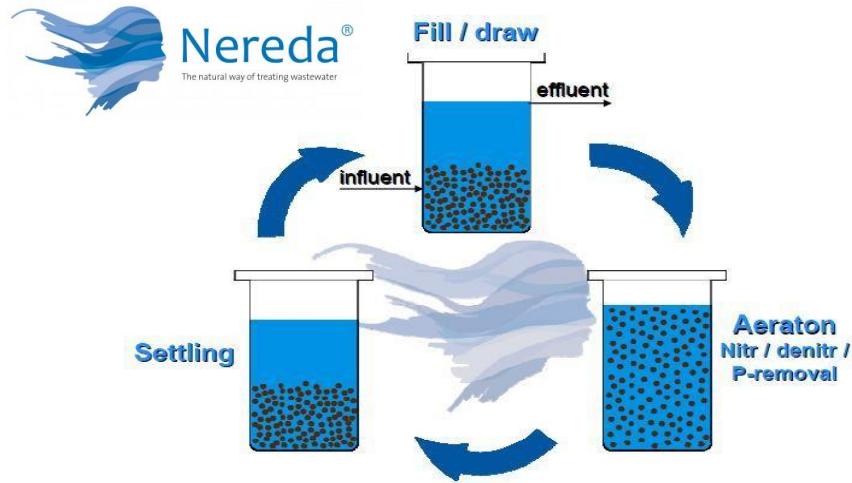 Nereda®
The natural way of treating wastewater
Fill / draw
effluent
influent
Settling
Aeraton
Nitr / denitr /
P-removal